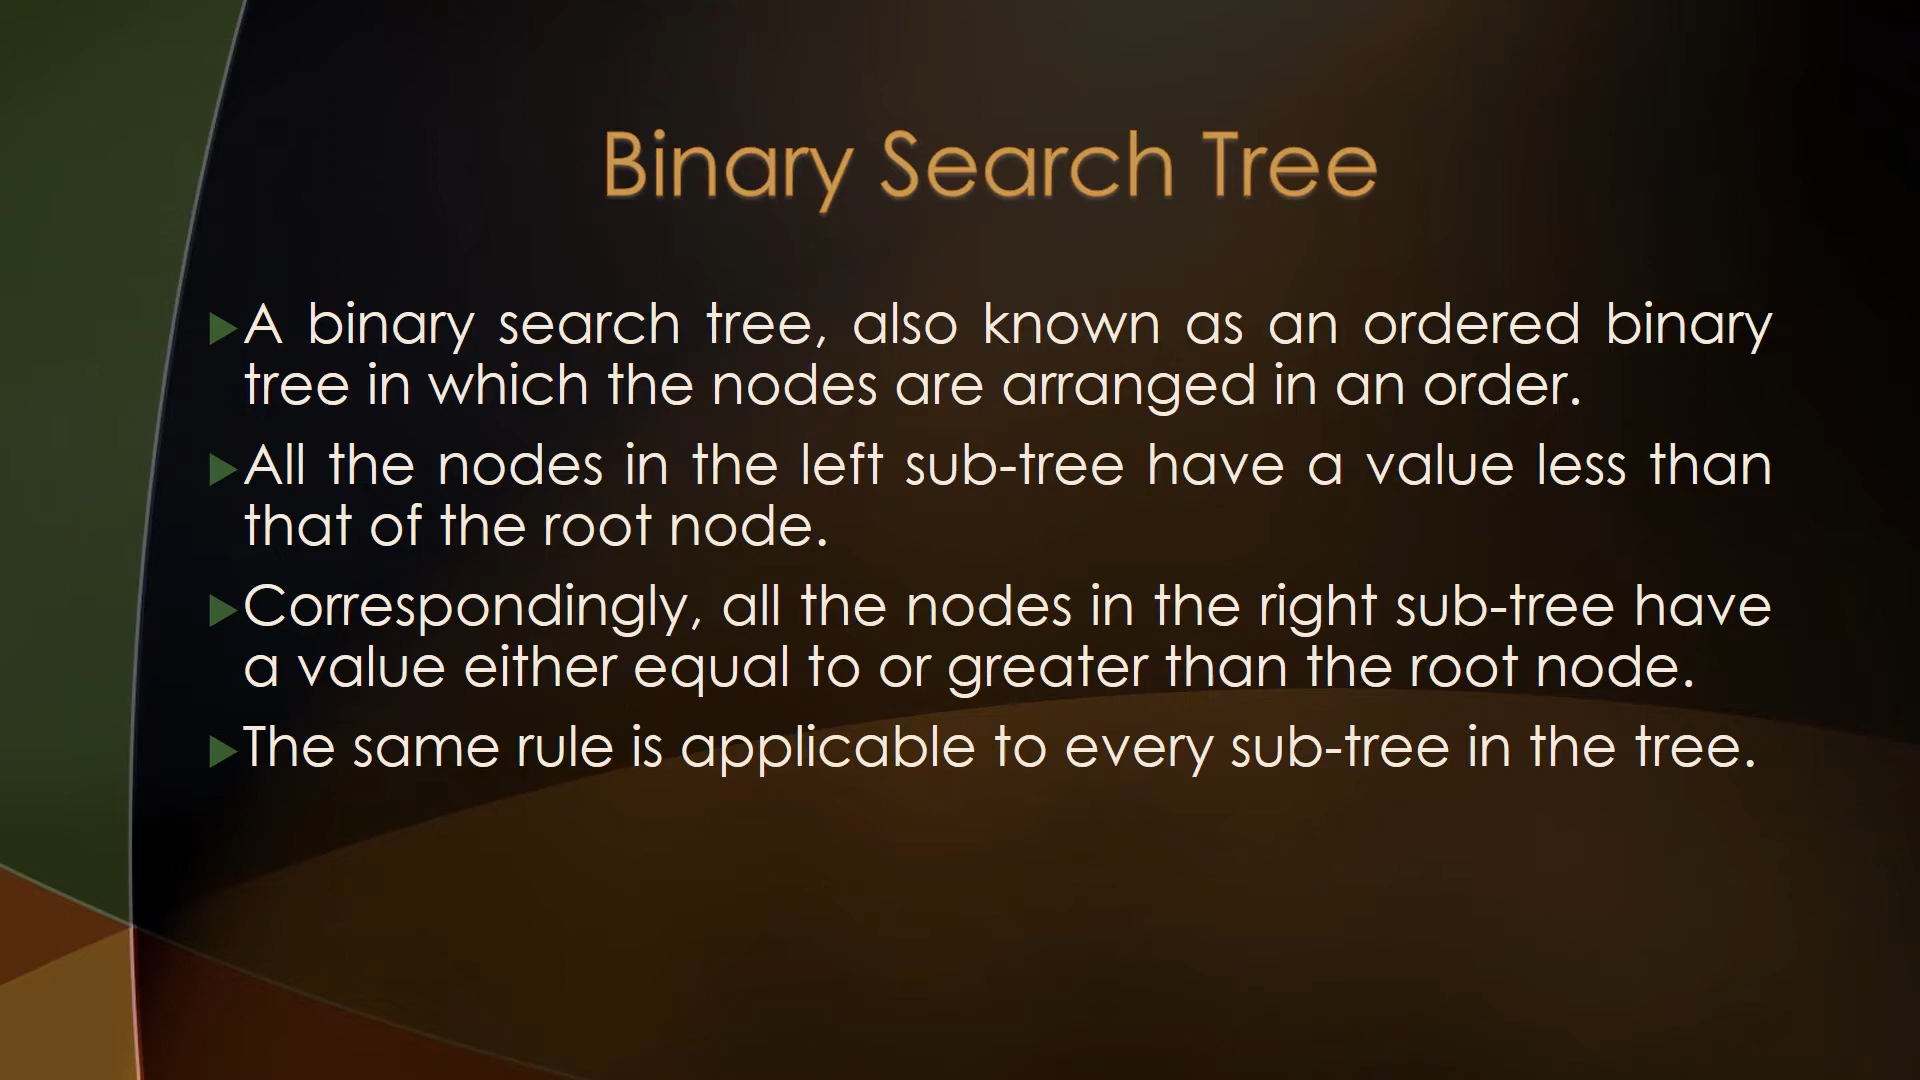 Binary Search Tree
A binary search tree, also known as an ordered binary
tree in which the nodes are arranged in an order.
All the nodes in the left sub-tree have a value less than
that of the root node.
Correspondingly, all the nodes in the right sub-tree have
a value either equal to or greater than the root node.
The same rule is applicable to every sub-tree in the tree.